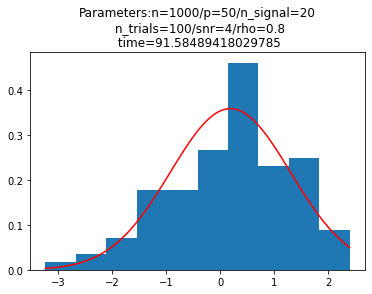 Parameters:n=1000/p=50/n_signal=20
n_trials=100/snr=4/rho=0.8
time=91.58489418029785
0.4
0.3
0.2
0.1
0.0
−3 −2 −1 0 1 2